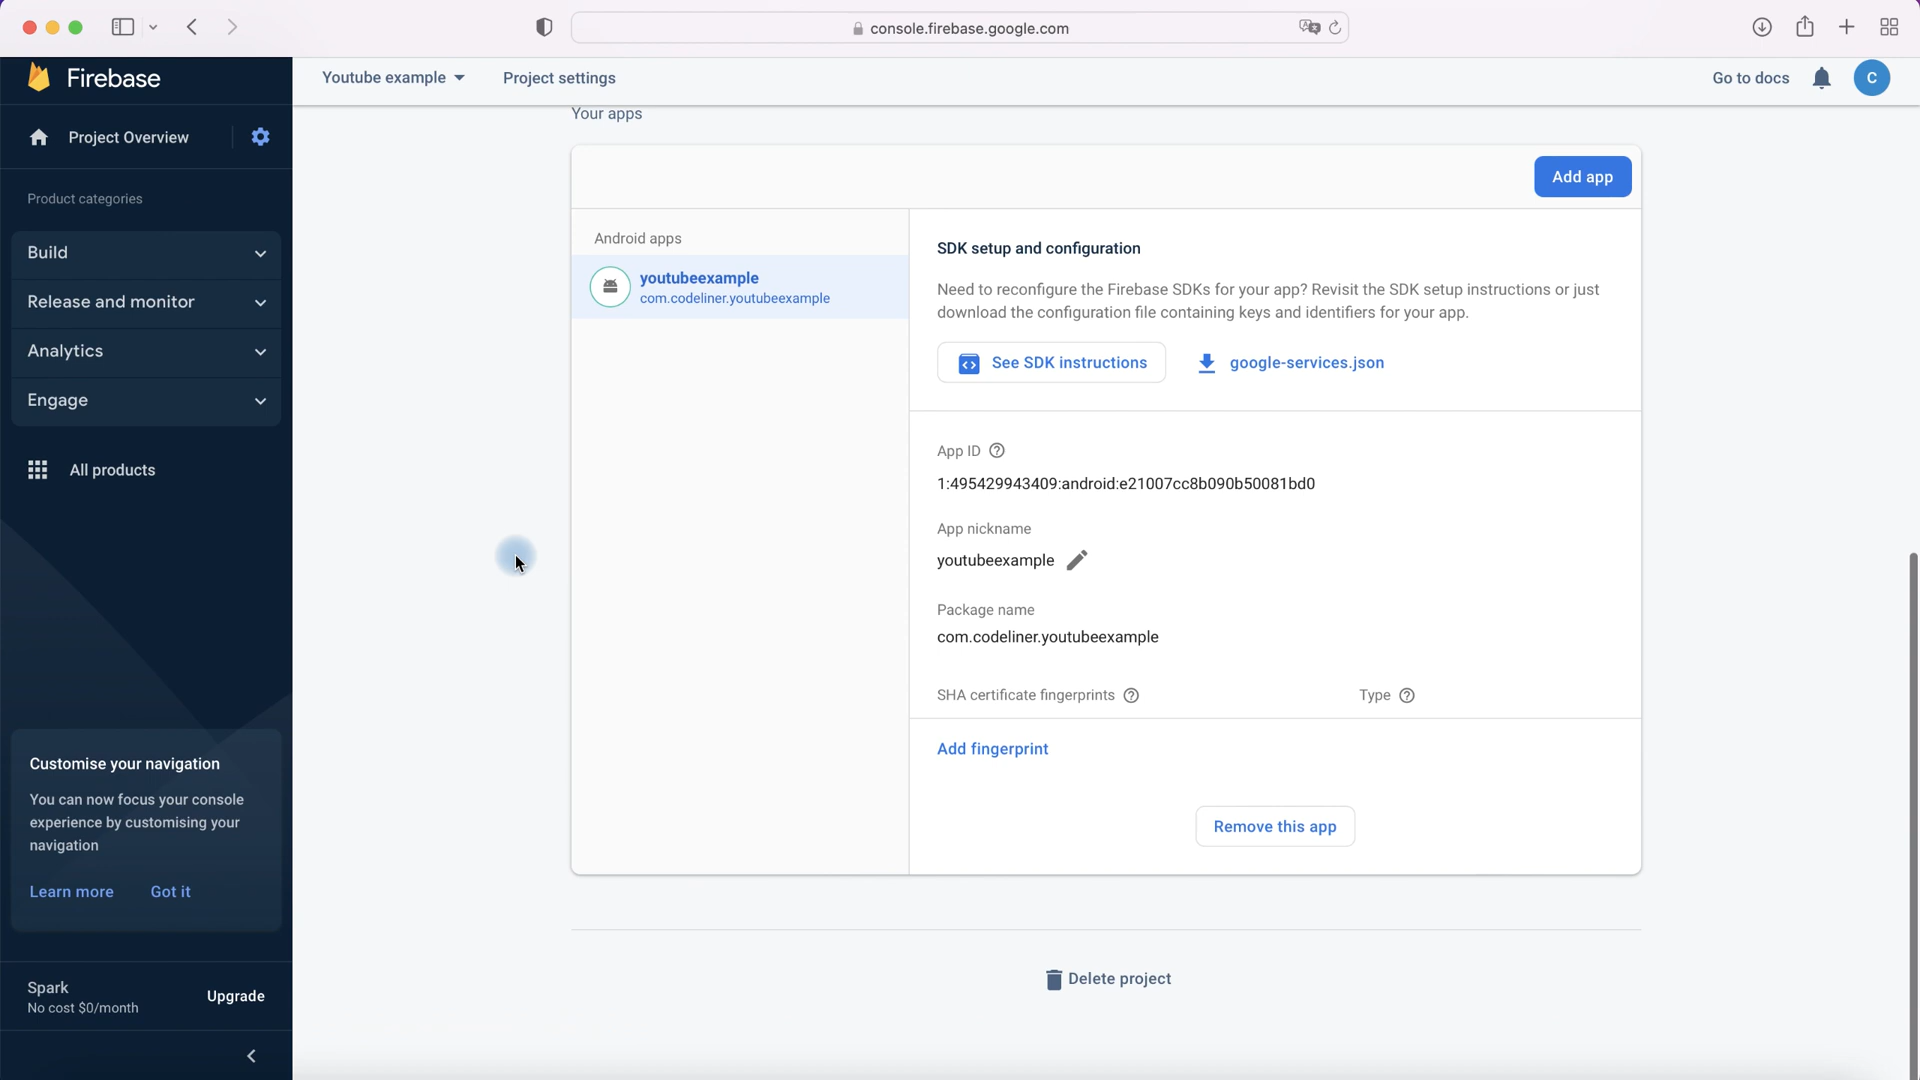 console.firebase.google.com
Firebase
Youtube example
Project settings
Go to docs
C
Project Overview
Product categories
Build
Release and monitor
Analytics
Engage
All products
Customise your navigation
You can now focus your console
experience by customising your
navigation
Learn more
Got it
Spark
No cost $0/month
Upgrade
Your apps
Add app
Android apps
youtubeexample
com.codeliner.youtubeexample
SDK setup and configuration
Need to reconfigure the Firebase SDKs for your app? Revisit the SDK setup instructions or just
download the configuration file containing keys and identifiers for your app.
See SDK instructions
google-services.json
App ID
1:495429943409:android:e21007cc8b090b50081bd0
App nickname
youtubeexample
Package name
com.codeliner.youtubeexample
SHA certificate fingerprints
Type
Add fingerprint
Remove this app
Delete project